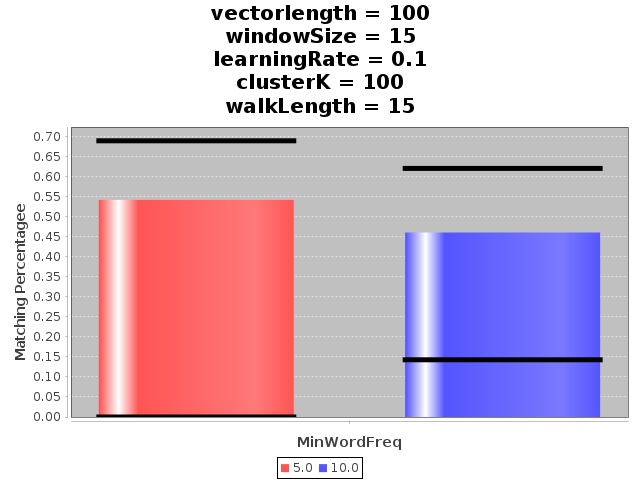 vectorlength = 100
windowSize = 15
learningRate = 0.1
clusterK = 100
walkLength = 15
Matching Percentagee
0.70
0.65
0.60
0.55
0.50
0.45
0.40
0.35
0.30
0.25
0.20
0.15
0.10
0.05
0.00
MinWordFreq
5.0 10.0